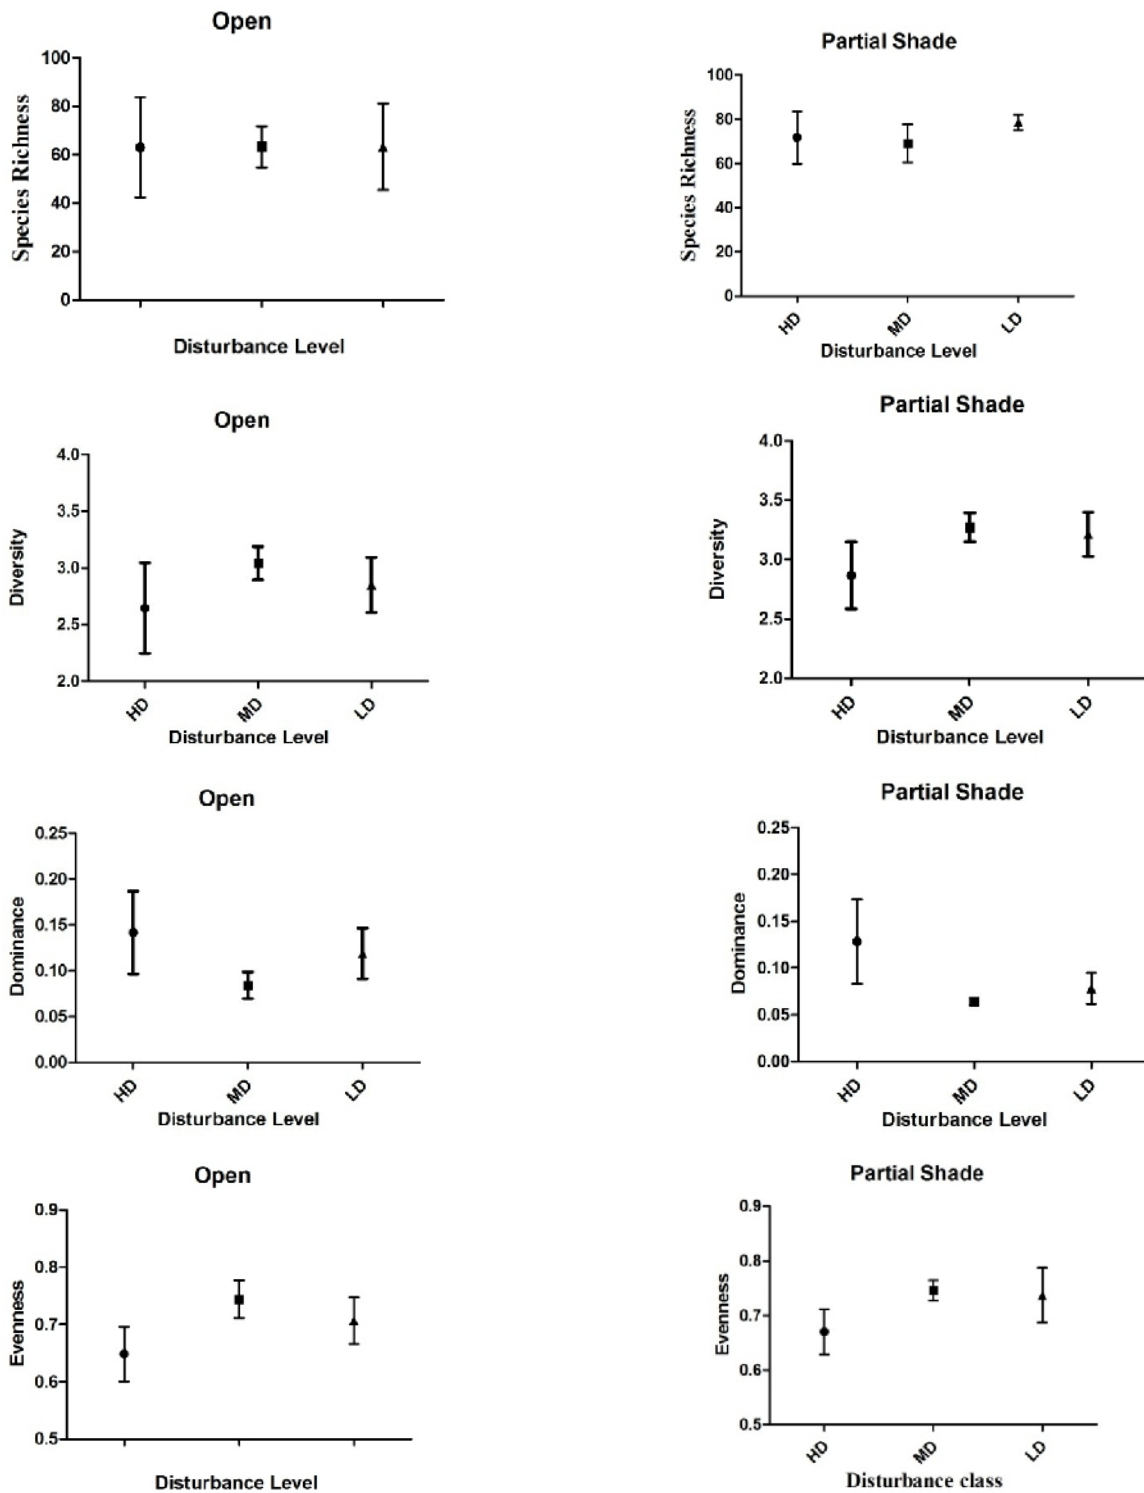 Open
Species Richness
100
80
60
40
20
0
Disturbance Level
Partial Shade
Species Richness
100
80
60
40
20
0
HD MD LD
Disturbance Level
Open
Diversity
4.0
3.5
3.0
2.5
2.0
HD MD LD
Disturbance Level
Partial Shade
Diversity
4.0
3.5
3.0
2.5
2.0
HD MD LD
Disturbance Level
Open
Dominance
0.25
0.20
0.15
0.10
0.05
0.00
HD MD LD
Disturbance Level
Partial Shade
Dominance
0.25
0.20
0.15
0.10
0.05
0.00
HD MD LD
Disturbance Level
Open
Evenness
0.9
0.8
0.7
0.6
0.5
Disturbance Level
Partial Shade
Evenness
0.9
0.8
0.7
0.6
0.5
HD MD LD
Disturbance class